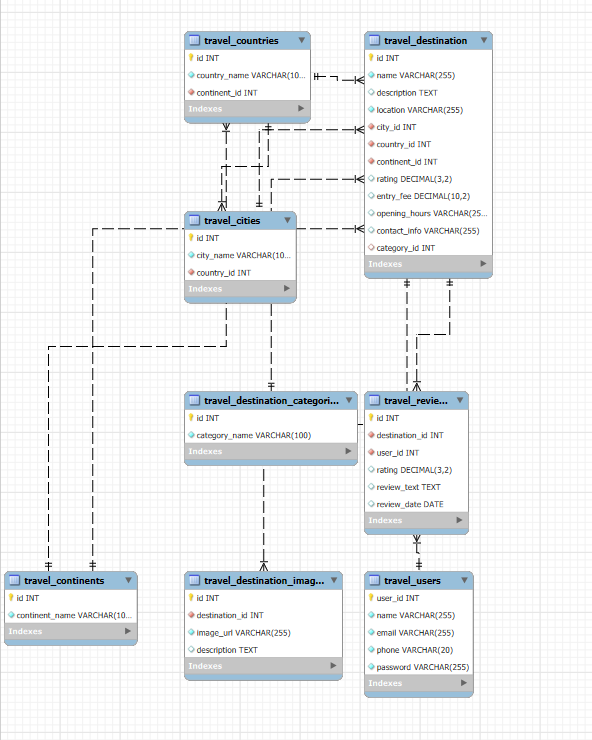 travel_countries
id INT
country_name VARCHAR(10...
continent_id INT
Indexes
travel_destination
id INT
name VARCHAR(255)
description TEXT
location VARCHAR(255)
city_id INT
country_id INT
continent_id INT
rating DECIMAL(3,2)
entry_fee DECIMAL(10,2)
opening_hours VARCHAR(25...
contact_info VARCHAR(255)
category_id INT
Indexes
travel_cities
id INT
city_name VARCHAR(10...
country_id INT
Indexes
travel_destination_categori...
id INT
category_name VARCHAR(100)
Indexes
travel_revie...
id INT
destination_id INT
user_id INT
rating DECIMAL(3,2)
review_text TEXT
review_date DATE
Indexes
travel_continents
id INT
continent_name VARCHAR(10...
Indexes
travel_destination_imag...
id INT
destination_id INT
image_url VARCHAR(255)
description TEXT
Indexes
travel_users
user_id INT
name VARCHAR(255)
email VARCHAR(255)
phone VARCHAR(20)
password VARCHAR(255)
Indexes